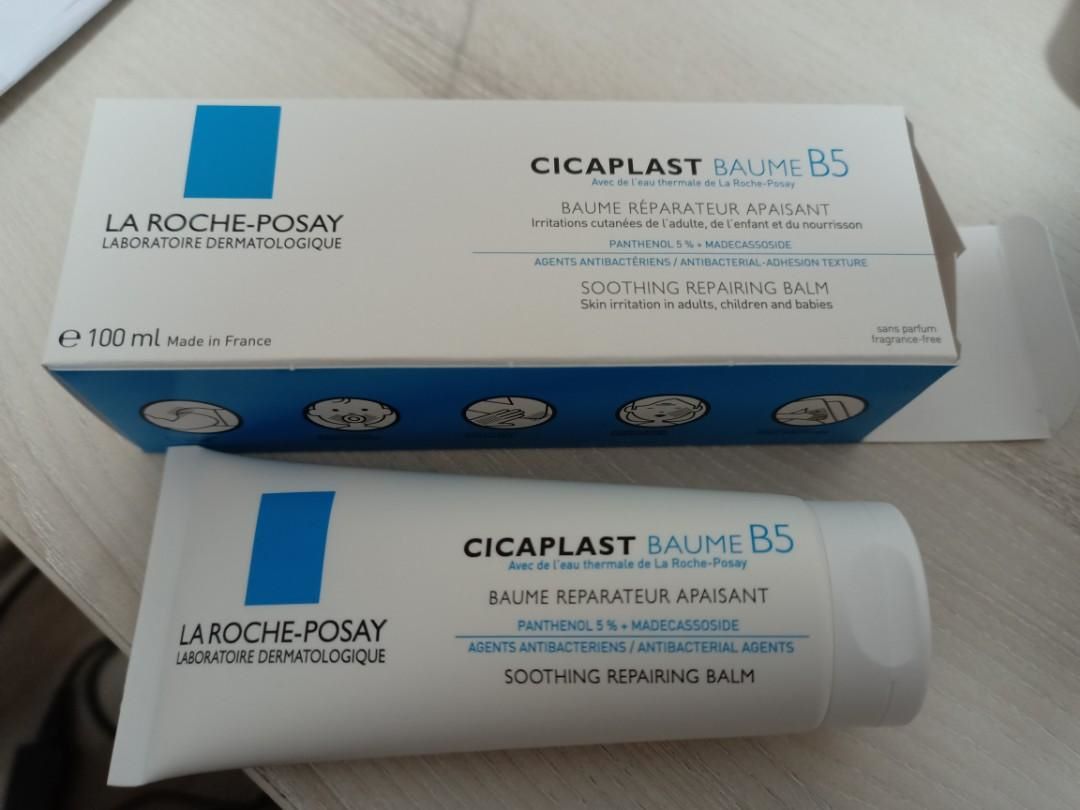 LA ROCHE-POSAY
LABORATOIRE DERMATOLOGIQUE
℮ 100 ml Made in France
CICAPLAST BAUME B5
Avec de l'eau thermale de La Roche-Posay
BAUME RÉPARATEUR APAISANT
Irritations cutanées de l'adulte, de l'enfant et du nourrisson
PANTHENOL 5 % + MADECASSOSIDE
AGENTS ANTIBACTÉRIENS / ANTIBACTERIAL-ADHESION TEXTURE
SOOTHING REPAIRING BALM
Skin irritation in adults, children and babies
sans parfum
fragrance-free
LA ROCHE-POSAY
LABORATOIRE DERMATOLOGIQUE
CICAPLAST BAUME B5
Avec de l'eau thermale de La Roche-Posay
BAUME REPARATEUR APAISANT
PANTHENOL 5 % + MADECASSOSIDE
AGENTS ANTIBACTERIENS / ANTIBACTERIAL AGENTS
SOOTHING REPAIRING BALM